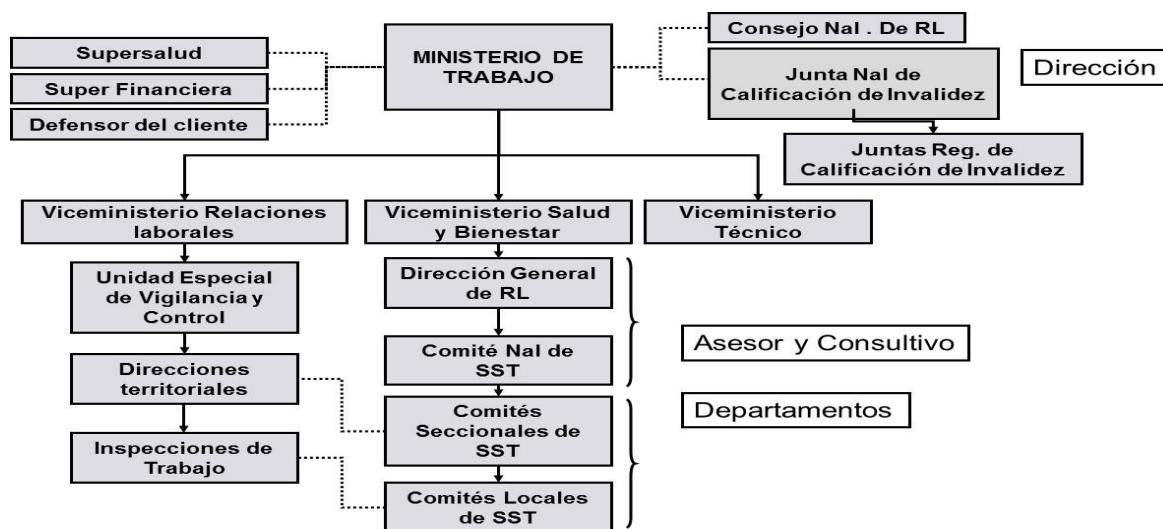 Supersalud
Super Financiera
Defensor del cliente
MINISTERIO DE
TRABAJO
Consejo Nal . De RL
Junta Nal de
Calificación de Invalidez
Dirección
Juntas Reg. de
Calificación de Invalidez
Viceministerio Relaciones
laborales
Viceministerio Salud
y Bienestar
Viceministerio
Técnico
Unidad Especial
de Vigilancia y
Control
Direcciones
territoriales
Inspecciones de
Trabajo
Dirección General
de RL
Comité Nal de
SST
Comités
Seccionales de
SST
Comités Locales
de SST
Asesor y Consultivo
Departamentos